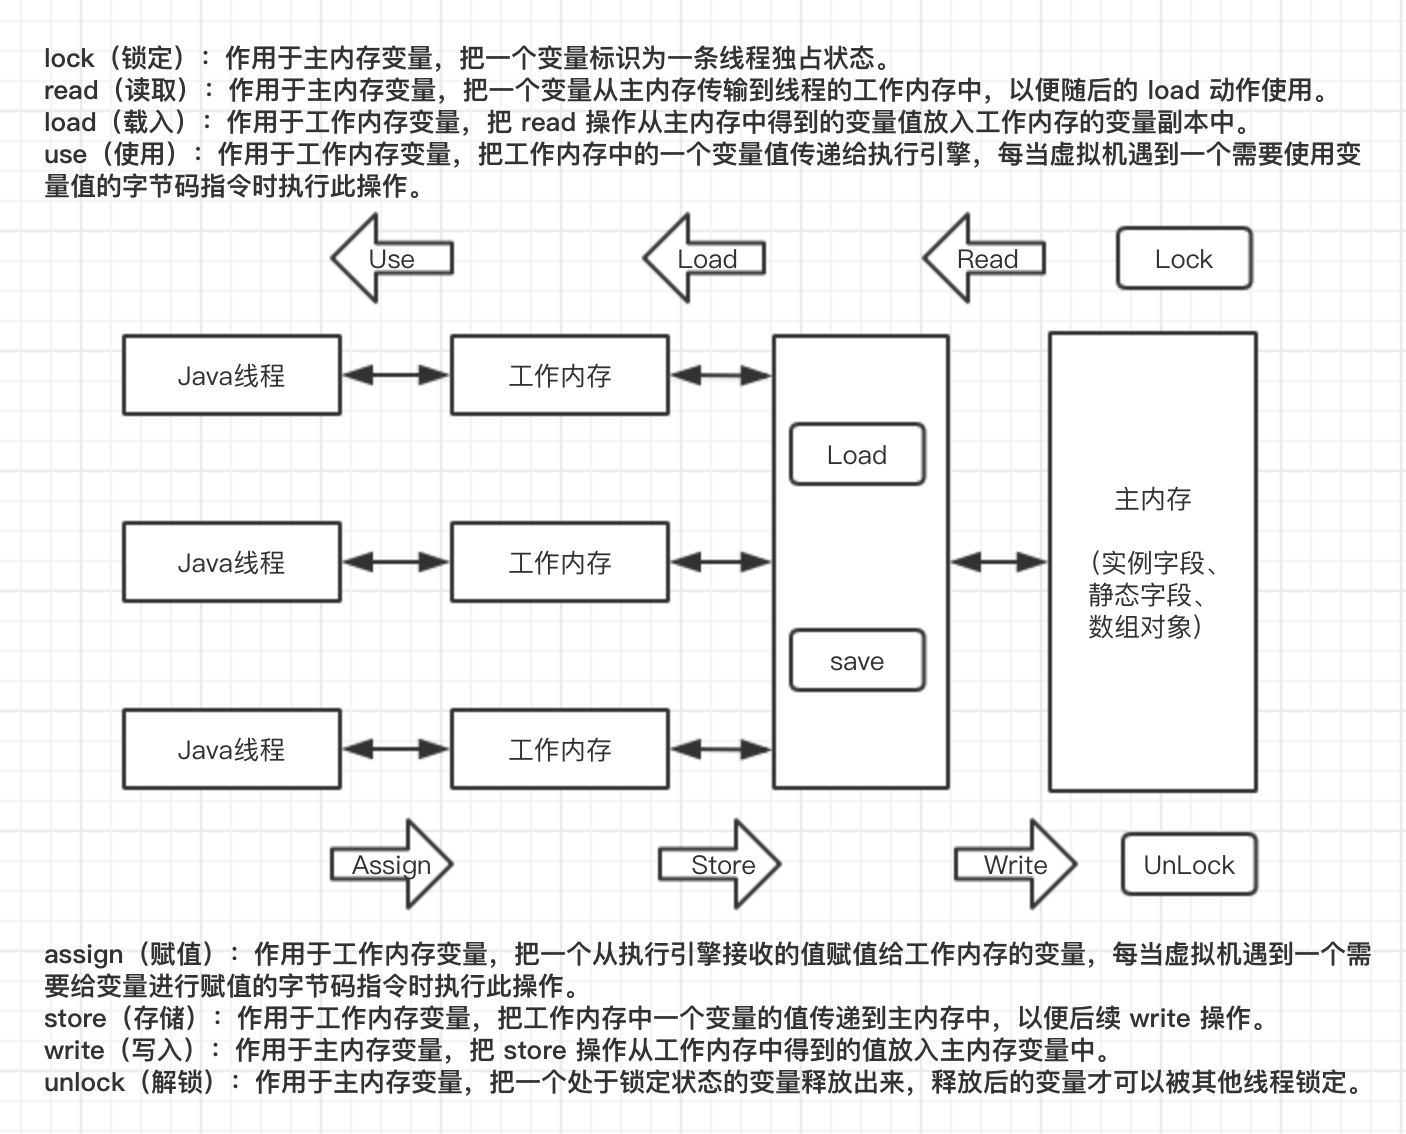 lock（锁定）：作用于主内存变量，把一个变量标识为一条线程独占状态。
read（读取）：作用于主内存变量，把一个变量从主内存传输到线程的工作内存中，以便随后的 load 动作使用。
load（载入）：作用于工作内存变量，把 read 操作从主内存中得到的变量值放入工作内存的变量副本中。
use（使用）：作用于工作内存变量，把工作内存中的一个变量值传递给执行引擎，每当虚拟机遇到一个需要使用变
量值的字节码指令时执行此操作。
Use
Load
Read
Lock
Java线程
工作内存
Load
Java线程
工作内存
save
Java线程
工作内存
主内存
（实例字段、
静态字段、
数组对象）
Assign
Store
Write
UnLock
assign（赋值）：作用于工作内存变量，把一个从执行引擎接收的值赋值给工作内存的变量，每当虚拟机遇到一个需
要给变量进行赋值的字节码指令时执行此操作。
store（存储）：作用于工作内存变量，把工作内存中一个变量的值传递到主内存中，以便后续 write 操作。
write（写入）：作用于主内存变量，把 store 操作从工作内存中得到的值放入主内存变量中。
unlock（解锁）：作用于主内存变量，把一个处于锁定状态的变量释放出来，释放后的变量才可以被其他线程锁定。